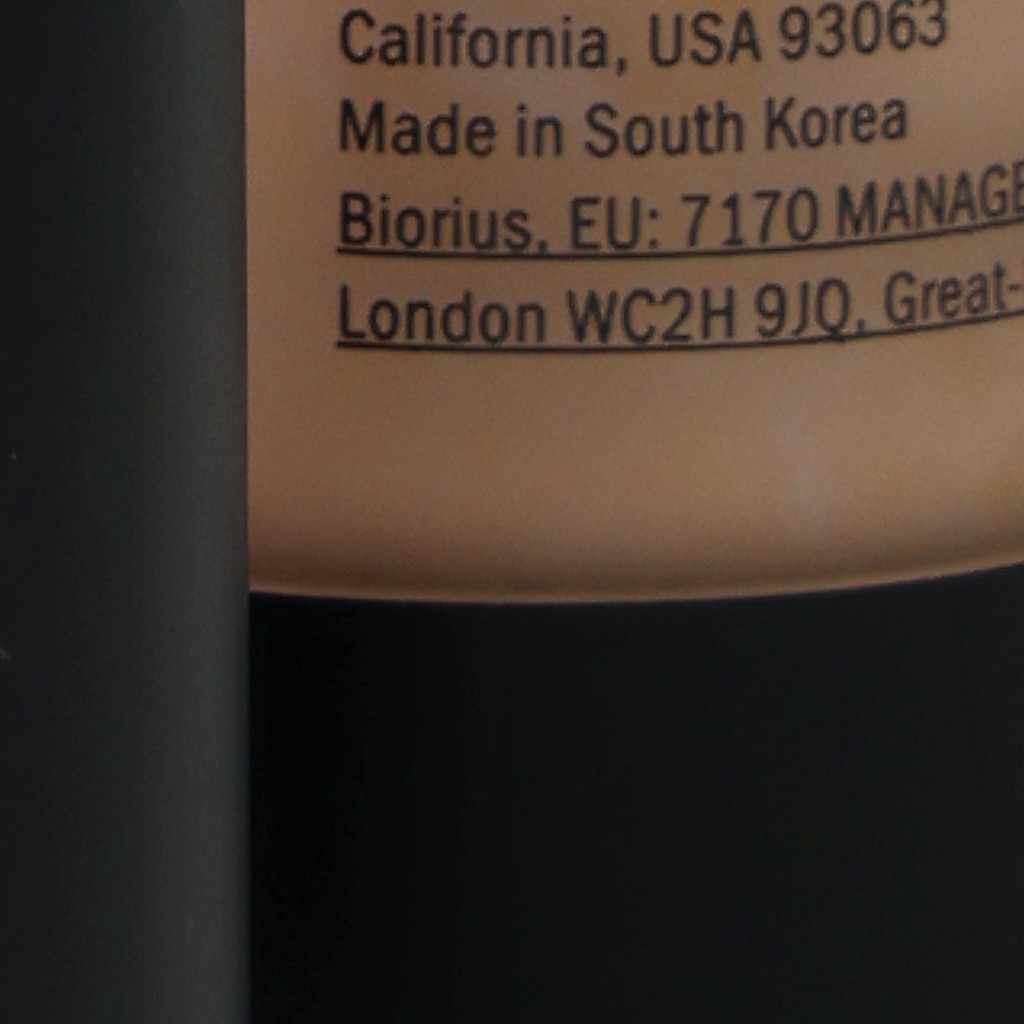 California, USA 93063
Made in South Korea
Biorius, EU: 7170 MANAGE
London WC2H 9JQ, Great-